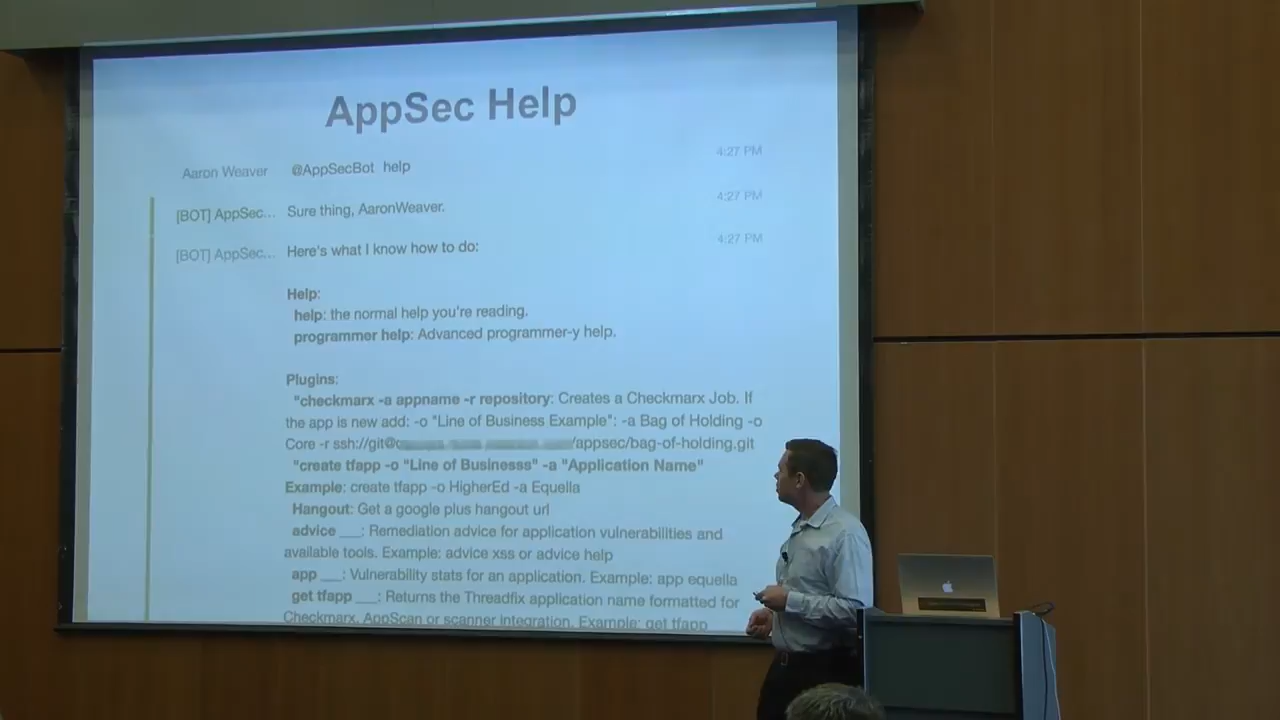 AppSec Help
Aaron Weaver @AppSecBot help 4:27 PM
[BOT] AppSec... Sure thing, AaronWeaver. 4:27 PM
[BOT] AppSec... Here's what I know how to do: 4:27 PM
Help:
help: the normal help you're reading.
programmer help: Advanced programmer-y help.
Plugins:
"checkmarx -a appname -r repository: Creates a Checkmarx Job. If
the app is new add: -o "Line of Business Example": -a Bag of Holding -o
Core -r ssh://git@ /appsec/bag-of-holding.git
"create tfapp -o "Line of Businesss" -a "Application Name"
Example: create tfapp -o HigherEd -a Equella
Hangout: Get a google plus hangout url
advice ___: Remediation advice for application vulnerabilities and
available tools. Example: advice xss or advice help
app ___: Vulnerability stats for an application. Example: app equella
get tfapp ___: Returns the Threadfix application name formatted for
Checkmarx, AppScan or scanner integration. Example: get tfapp